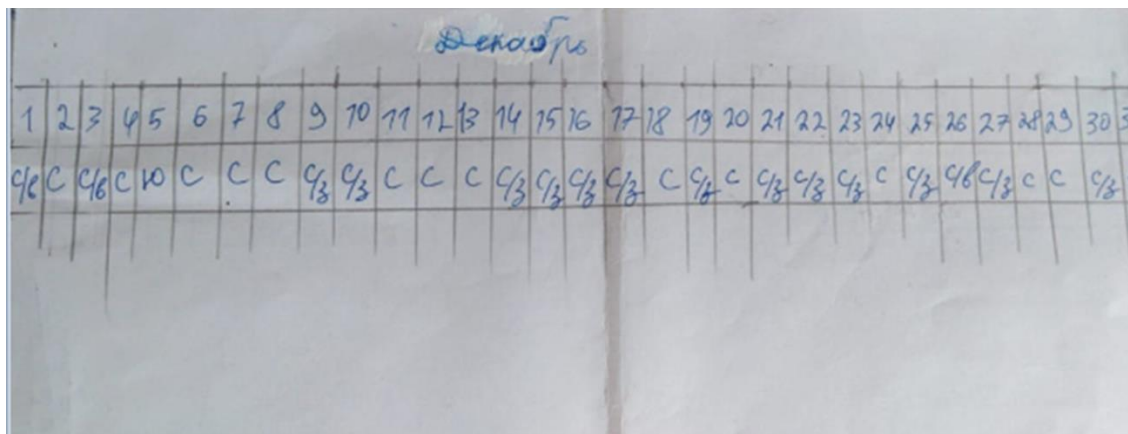 Декабрь
1 2 3 4 5 6 7 8 9 10 11 12 13 14 15 16 17 18 19 20 21 22 23 24 25 26 27 28 29 30 3
С/в С С/в С Ю С С С С/з С/з С С С С/з С/з С/з С/з С С/з С С/з С/з С/з С С/з С/в С/з С С С/з